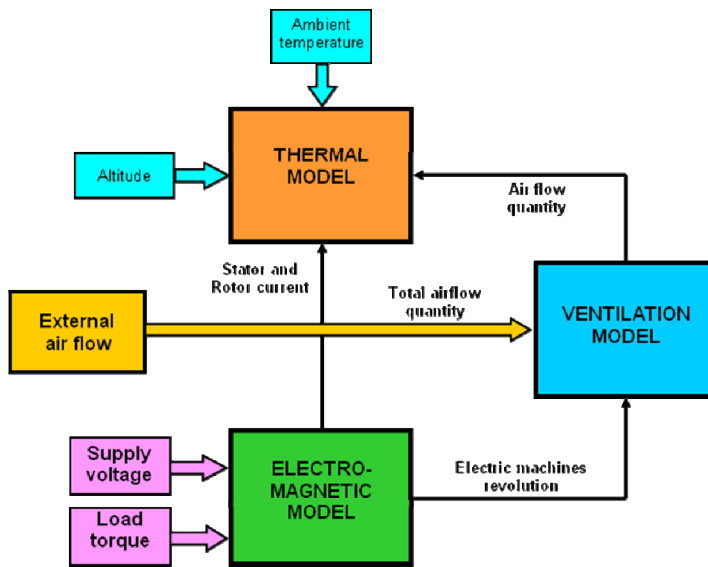 Ambient
temperature
THERMAL
MODEL
Altitude
Air flow
quantity
Stator and
Rotor current
Total airflow
quantity
External
air flow
VENTILATION
MODEL
Supply
voltage
ELECTRO-
MAGNETIC
MODEL
Electric machines
revolution
Load
torque